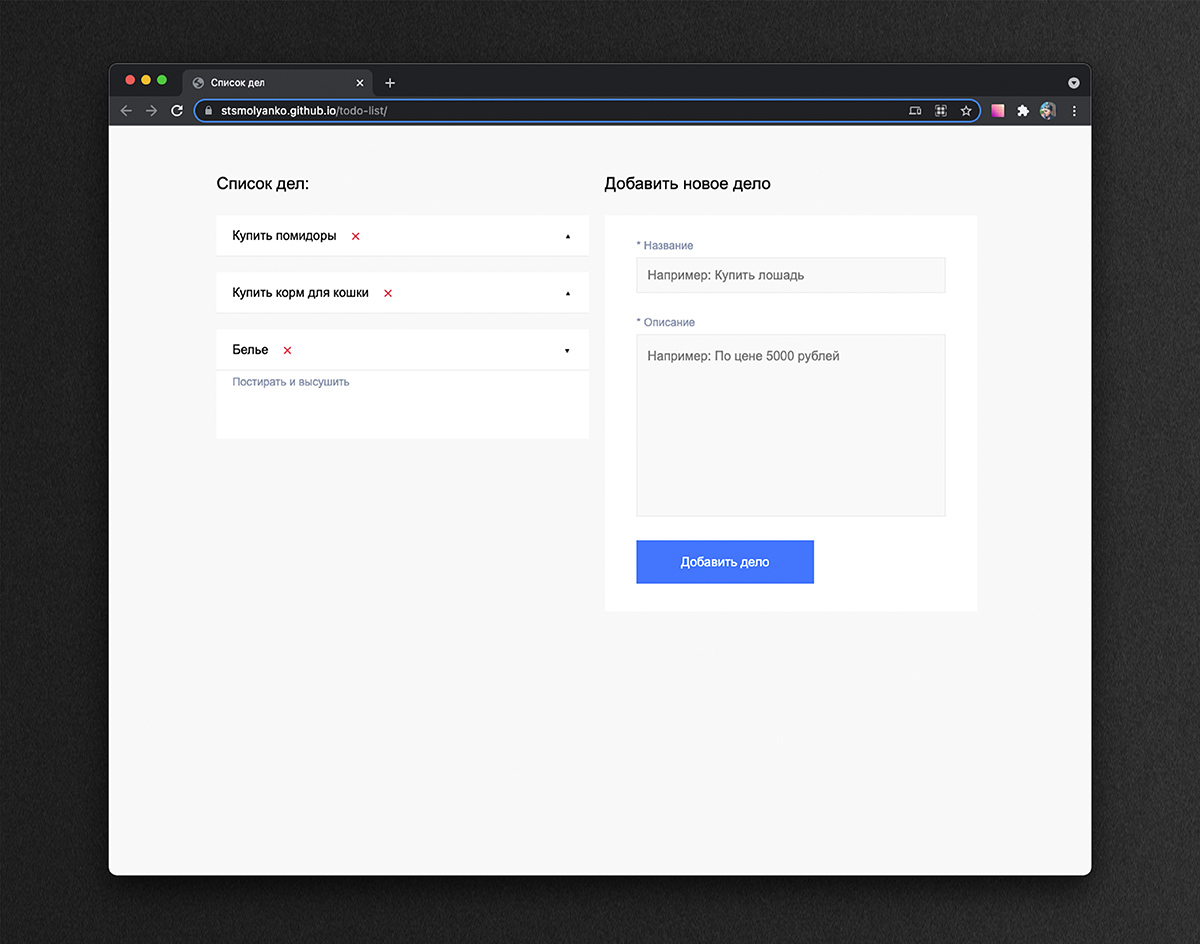 Список дел
stsmolyanko.github.io/todo-list/
Список дел:
Купить помидоры
Купить корм для кошки
Белье
Постирать и высушить
Добавить новое дело
* Название
Например: Купить лошадь
* Описание
Например: По цене 5000 рублей
Добавить дело